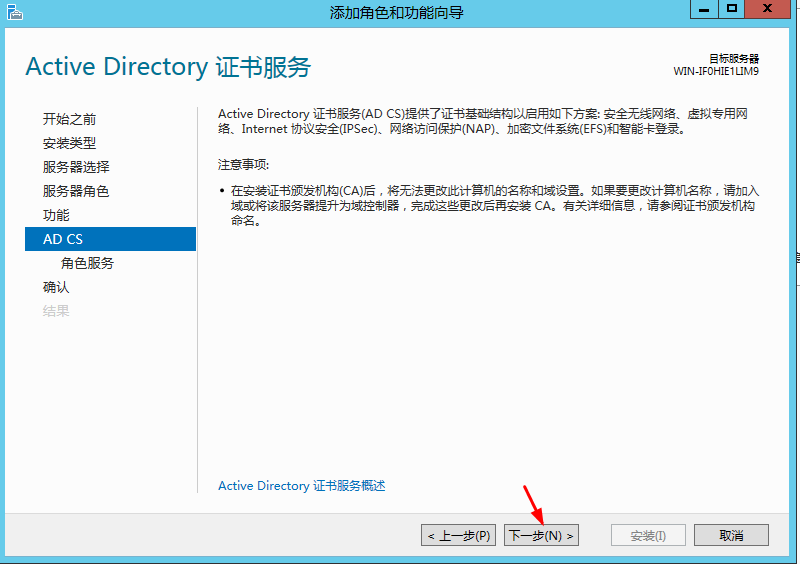 添加角色和功能向导
Active Directory 证书服务
目标服务器
WIN-IF0HIE1LIM9
开始之前
安装类型
服务器选择
服务器角色
功能
AD CS
角色服务
确认
结果
Active Directory 证书服务(AD CS)提供了证书基础结构以启用如下方案: 安全无线网络、虚拟专用网
络、Internet 协议安全(IPSec)、网络访问保护(NAP)、加密文件系统(EFS)和智能卡登录。
注意事项:
• 在安装证书颁发机构(CA)后，将无法更改此计算机的名称和域设置。如果要更改计算机名称，请加入
域或将该服务器提升为域控制器，完成这些更改后再安装 CA。有关详细信息，请参阅证书颁发机构
命名。
Active Directory 证书服务概述
< 上一步(P)
下一步(N) >
安装(I)
取消